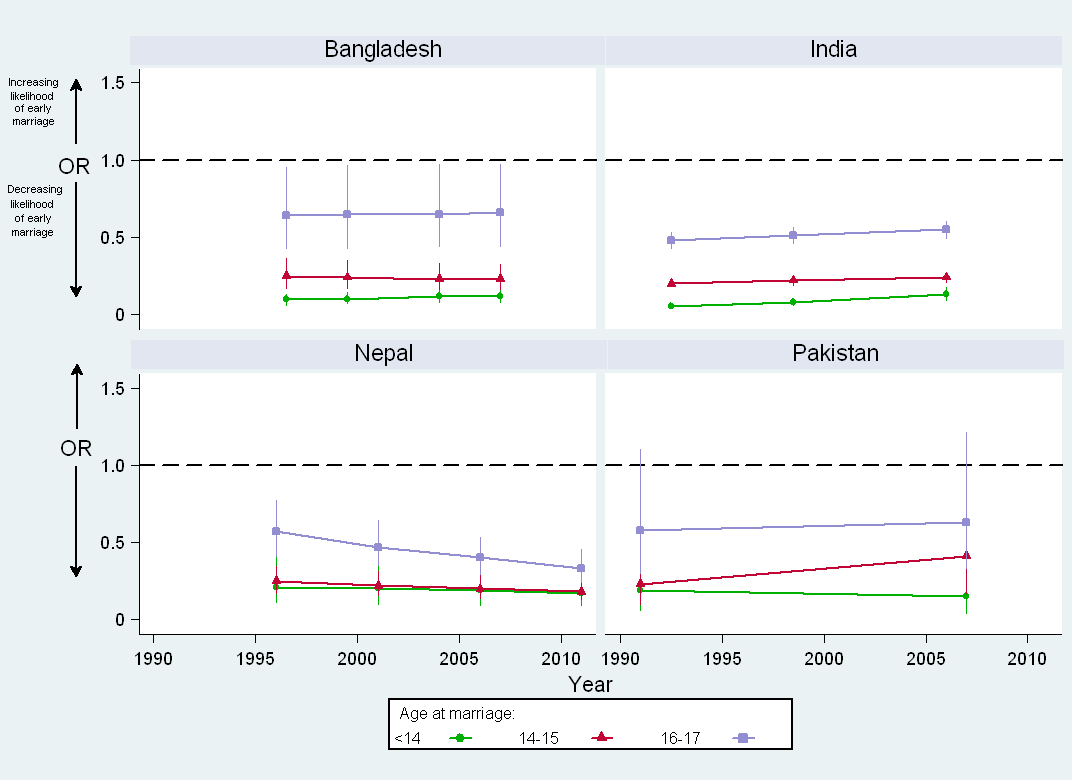 Bangladesh
India
Increasing
likelihood
of early
marriage
OR
Decreasing
likelihood
of early
marriage
1.5
1.0
0.5
0
Nepal
Pakistan
OR
1.5
1.0
0.5
0
1990 1995 2000 2005 2010 1990 1995 2000 2005 2010
Year
Age at marriage:
<14 14-15 16-17